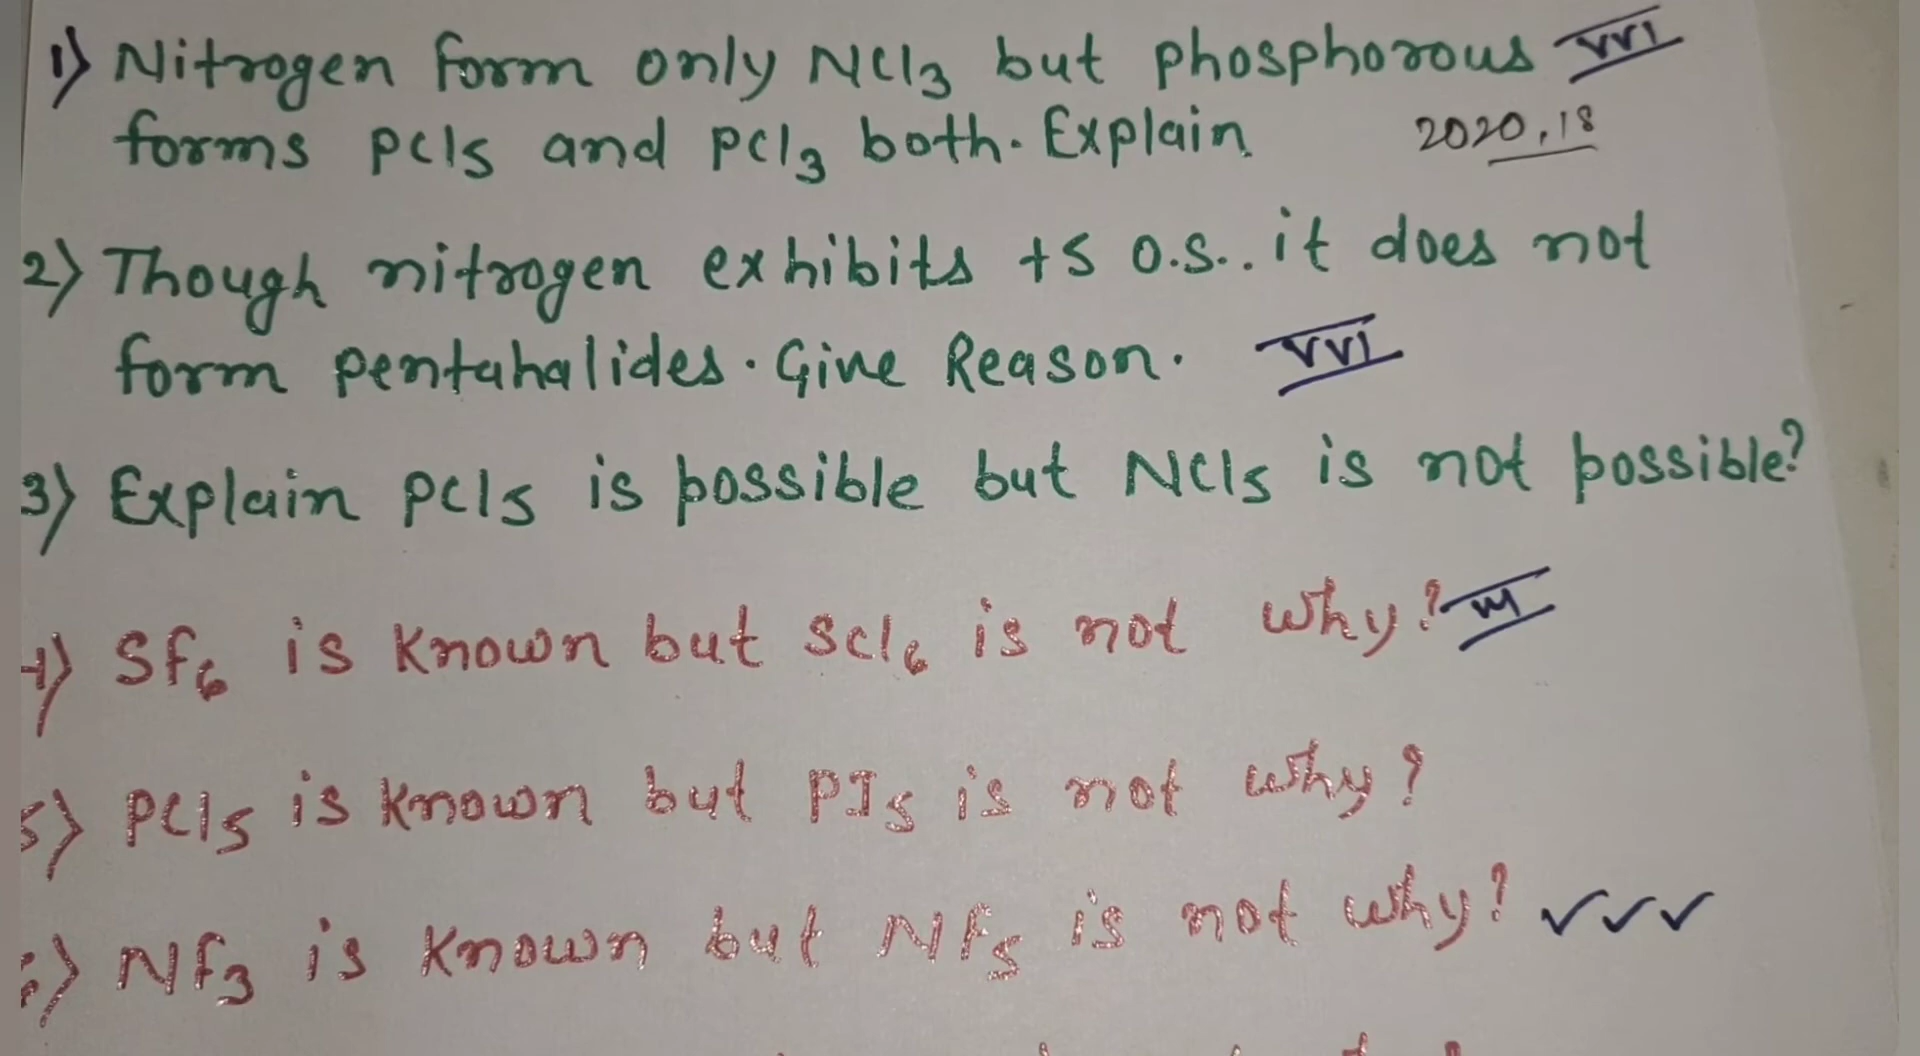 1) Nitrogen form only NCl3 but phosphorous VVI
forms PCl5 and PCl3 both. Explain 2020,18
2) Though nitrogen exhibits +5 o.s.. it does not
form pentahalides. Give Reason. VVI
3) Explain PCl5 is possible but NCl5 is not possible?
4) SF6 is known but SCl6 is not why?
5) PCl5 is known but PI5 is not why?
NF3 is known but NF5 is not why? ✓✓✓